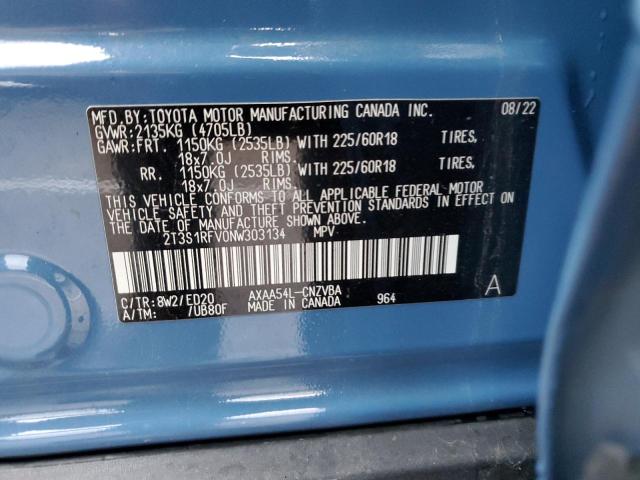 MFD.BY:TOYOTA MOTOR MANUFACTURING CANADA INC. 08/22
GVWR:2135KG (4705LB)
GAWR:FRT. 1150KG (2535LB) WITH 225/60R18 TIRES,
18x7.0J RIMS.
RR. 1150KG (2535LB) WITH 225/60R18 TIRES,
18x7.0J RIMS.
THIS VEHICLE CONFORMS TO ALL APPLICABLE FEDERAL MOTOR
VEHICLE SAFETY AND THEFT PREVENTION STANDARDS IN EFFECT ON
THE DATE OF MANUFACTURE SHOWN ABOVE.
2T3S1RFV0NW303134 MPV
C/TR:8W2/ED20 AXAA54L-CNZVBA 964 A
A/TM: /UB80F MADE IN CANADA